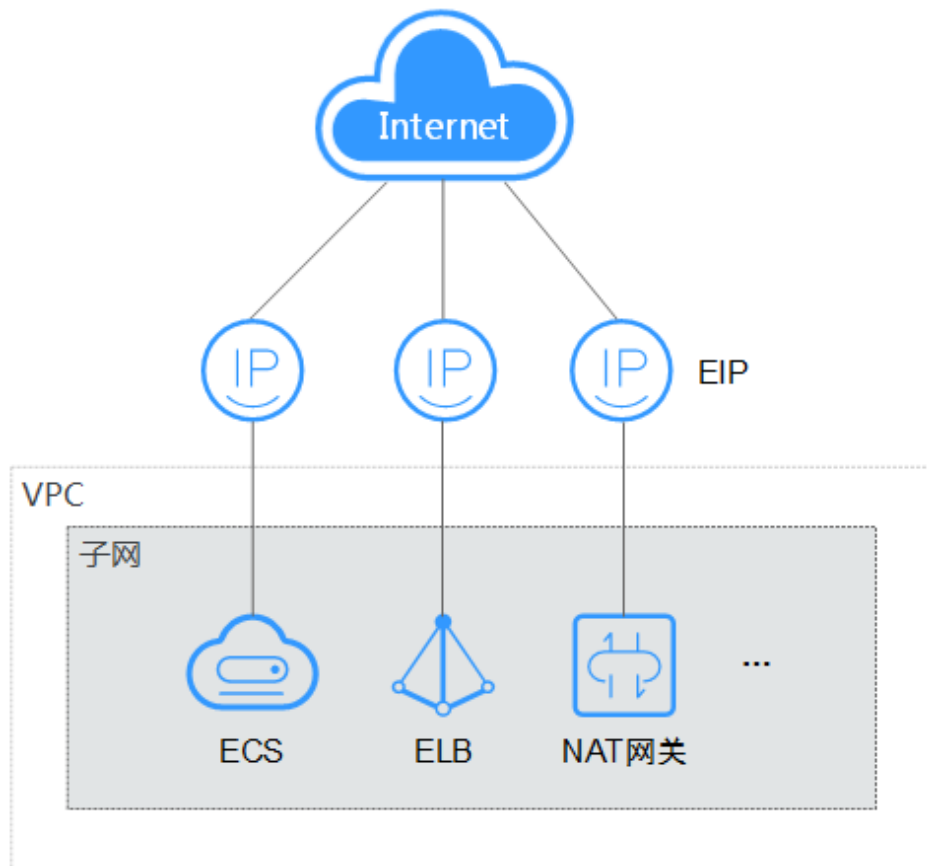 Internet
IP
IP
IP
EIP
VPC
子网
ECS
ELB
NAT网关
...